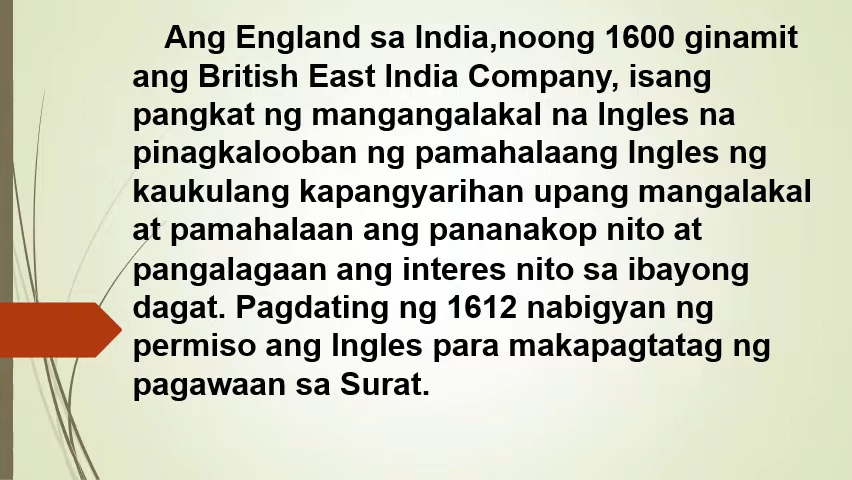 Ang England sa India,noong 1600 ginamit
ang British East India Company, isang
pangkat ng mangangalakal na Ingles na
pinagkalooban ng pamahalaang Ingles ng
kaukulang kapangyarihan upang mangalakal
at pamahalaan ang pananakop nito at
pangalagaan ang interes nito sa ibayong
dagat. Pagdating ng 1612 nabigyan ng
permiso ang Ingles para makapagtatag ng
pagawaan sa Surat.